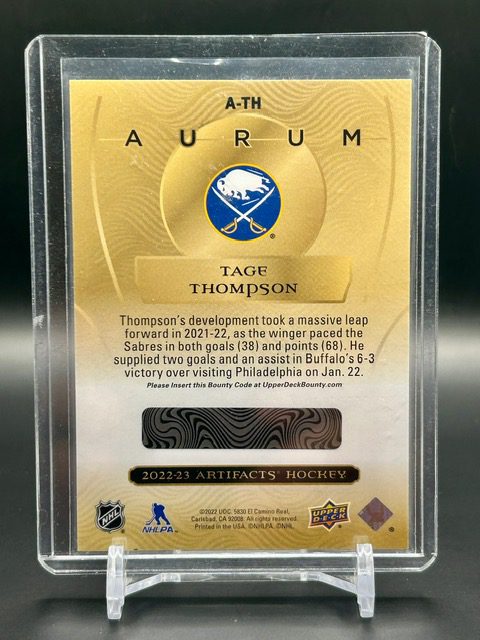 A-TH
AURUM
TAGE
THOMPSON
Thompson's development took a massive leap
forward in 2021-22, as the winger paced the
Sabres in both goals (38) and points (68). He
supplied two goals and an assist in Buffalo's 6-3
victory over visiting Philadelphia on Jan. 22.
Please Insert this Bounty Code at UpperDeckBounty.com
2022-23 ARTIFACTS® HOCKEY
NHL
NHLPA
©2022 UDC. 5830 El Camino Real,
Carlsbad, CA 92008. All rights reserved.
Printed in the USA. ©NHLPA. ©NHL.
UPPER
DECK